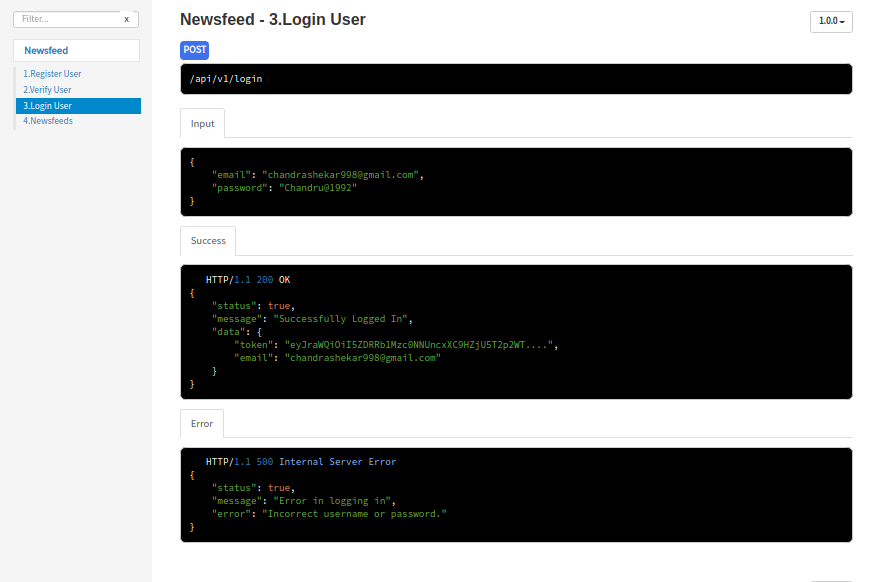 Filter...
x
Newsfeed
1.Register User
2.Verify User
3.Login User
4.Newsfeeds
Newsfeed - 3.Login User
1.0.0
POST
/api/v1/login
Input
{
"email": "chandrashekar998@gmail.com",
"password": "Chandru@1992"
}
Success
HTTP/1.1 200 OK
{
"status": true,
"message": "Successfully Logged In",
"data": {
"token": "eyJraWQiOiI5ZDRRb1Mzc0NNUncxXC9HZjU5T2p2WT....",
"email": "chandrashekar998@gmail.com"
}
}
Error
HTTP/1.1 500 Internal Server Error
{
"status": true,
"message": "Error in logging in",
"error": "Incorrect username or password."
}